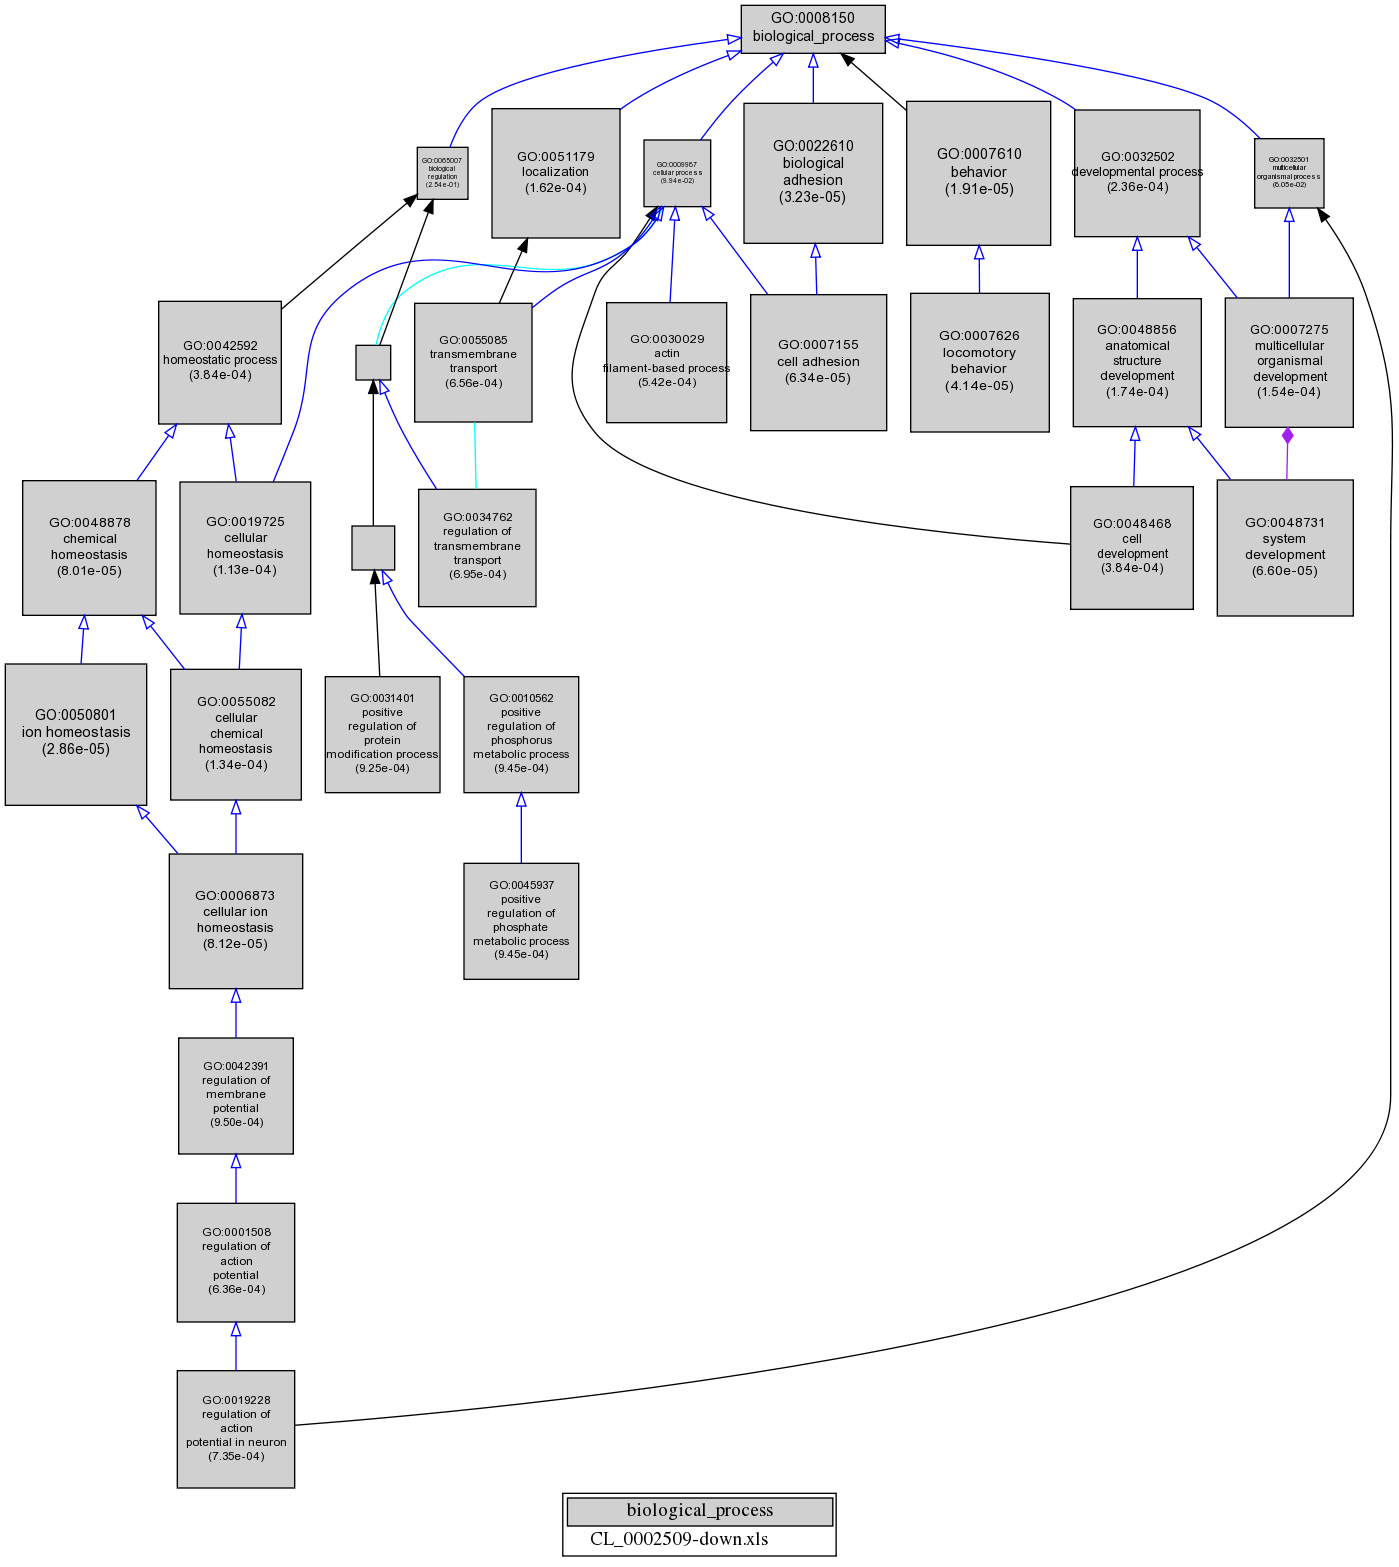 GO:0008150
biological_process
GO:0065007
biological
regulation
(2.54e-01)
GO:0051179
localization
(1.62e-04)
GO:0009987
cellular process
(9.94e-02)
GO:0022610
biological
adhesion
(3.23e-05)
GO:0007610
behavior
(1.91e-05)
GO:0032502
developmental process
(2.36e-04)
GO:0032501
multicellular
organismal process
(6.05e-02)
GO:0042592
homeostatic process
(3.84e-04)
GO:0055085
transmembrane
transport
(6.56e-04)
GO:0030029
actin
filament-based process
(5.42e-04)
GO:0007155
cell adhesion
(6.34e-05)
GO:0007626
locomotory
behavior
(4.14e-05)
GO:0048856
anatomical
structure
development
(1.74e-04)
GO:0007275
multicellular
organismal
development
(1.54e-04)
GO:0048878
chemical
homeostasis
(8.01e-05)
GO:0019725
cellular
homeostasis
(1.13e-04)
GO:0034762
regulation of
transmembrane
transport
(6.95e-04)
GO:0048468
cell
development
(3.84e-04)
GO:0048731
system
development
(6.60e-05)
GO:0050801
ion homeostasis
(2.86e-05)
GO:0055082
cellular
chemical
homeostasis
(1.34e-04)
GO:0031401
positive
regulation of
protein
modification process
(9.25e-04)
GO:0010562
positive
regulation of
phosphorus
metabolic process
(9.45e-04)
GO:0006873
cellular ion
homeostasis
(8.12e-05)
GO:0045937
positive
regulation of
phosphate
metabolic process
(9.45e-04)
GO:0042391
regulation of
membrane
potential
(9.50e-04)
GO:0001508
regulation of
action
potential
(6.36e-04)
GO:0019228
regulation of
action
potential in neuron
(7.35e-04)
biological_process
CL_0002509-down.xls